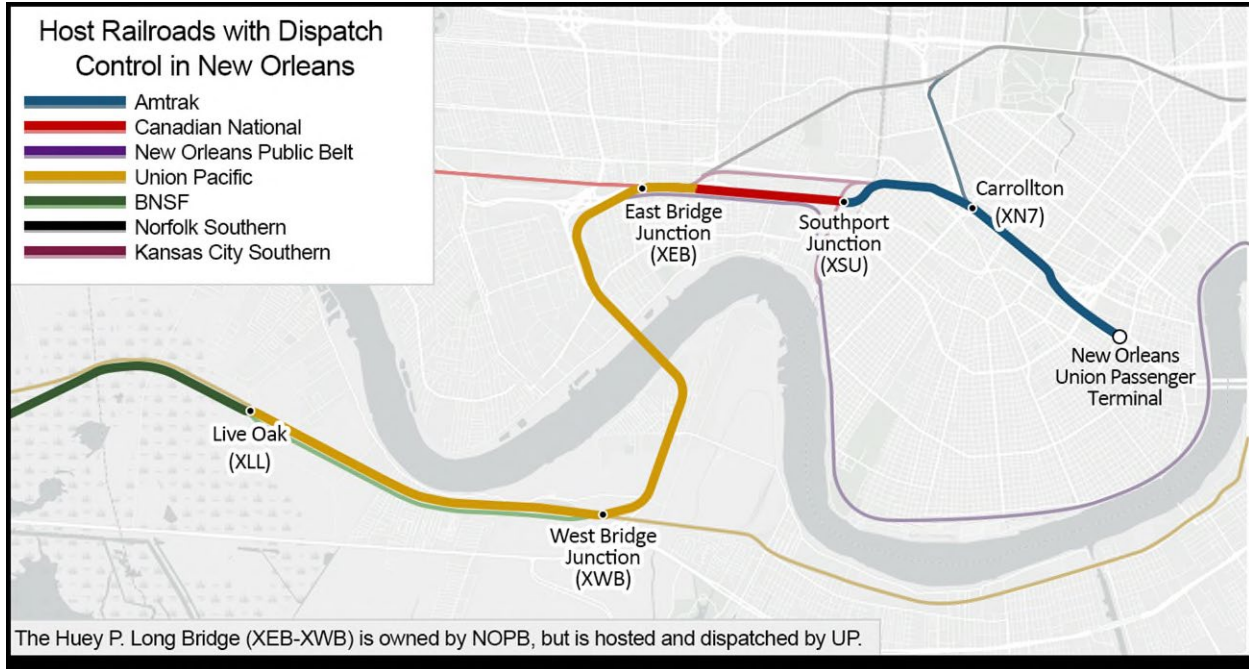 Host Railroads with Dispatch
Control in New Orleans
Amtrak
Canadian National
New Orleans Public Belt
Union Pacific
BNSF
Norfolk Southern
Kansas City Southern
East Bridge
Junction
(XEB)
Southport
Junction
(XSU)
Carrollton
(XN7)
New Orleans
Union Passenger
Terminal
Live Oak
(XLL)
West Bridge
Junction
(XWB)
The Huey P. Long Bridge (XEB-XWB) is owned by NOPB, but is hosted and dispatched by UP.